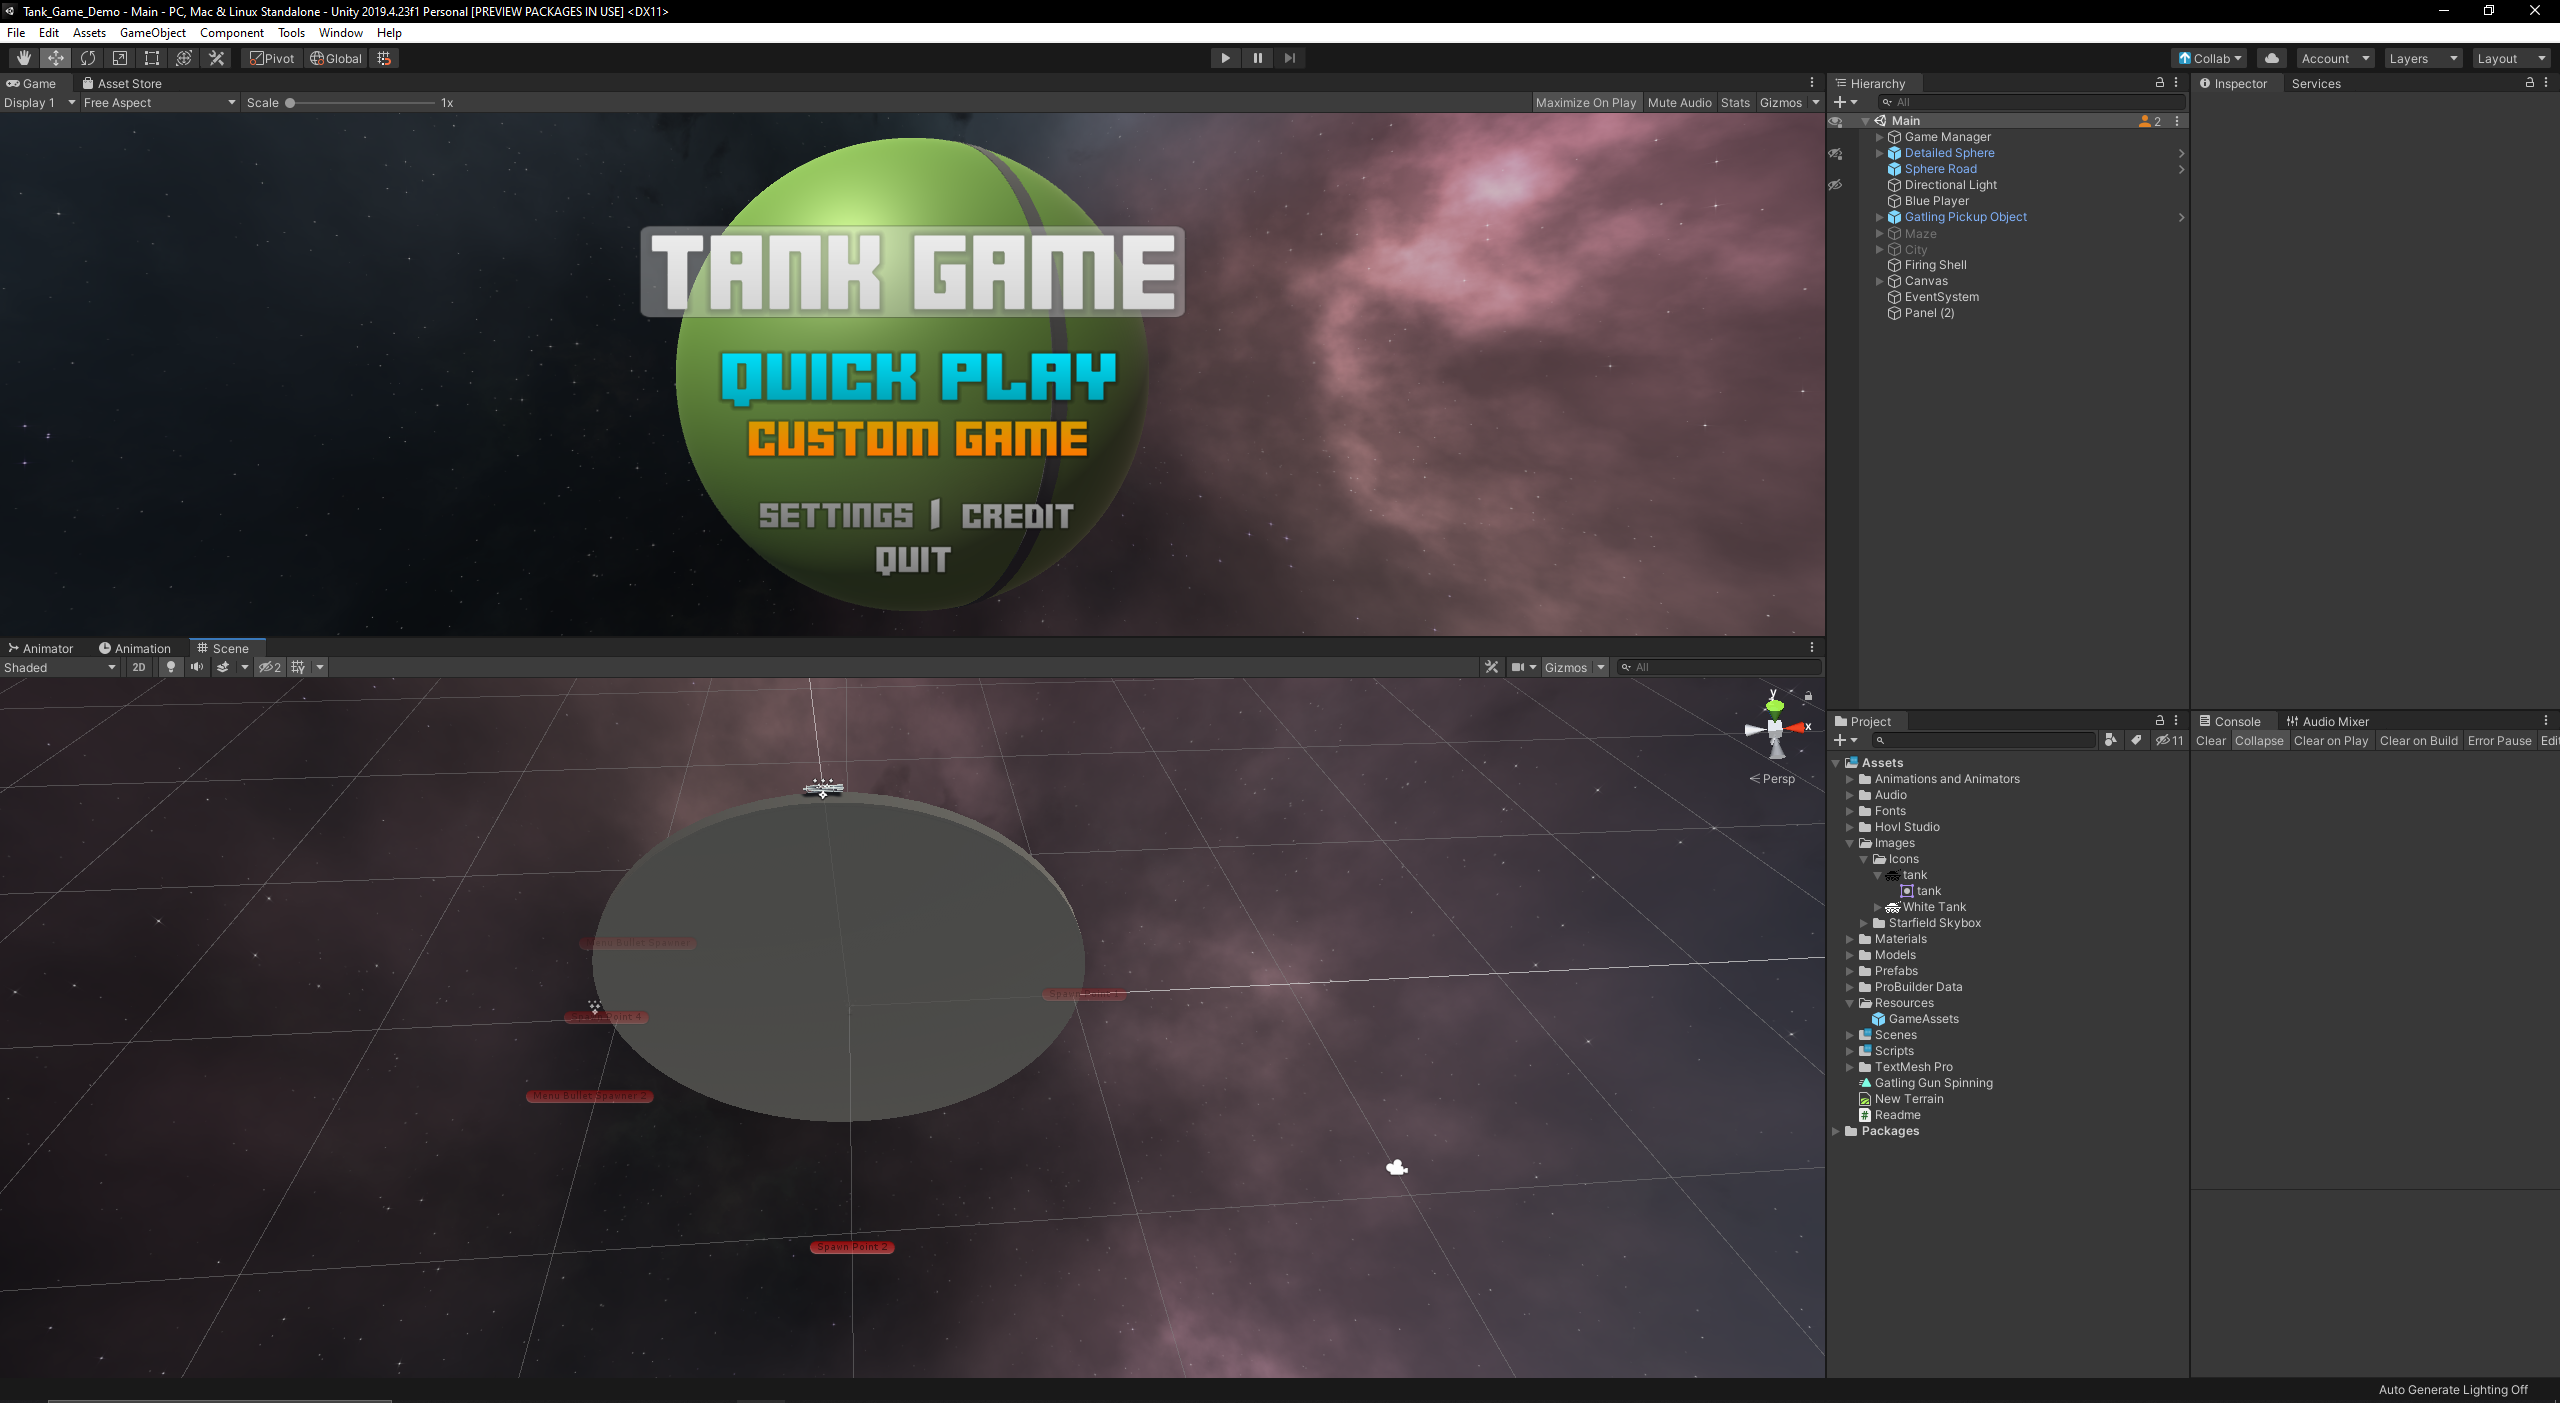 Tank_Game_Demo - Main - PC, Mac & Linux Standalone - Unity 2019.4.23f1 Personal [PREVIEW PACKAGES IN USE] <DX11>
File Edit Assets GameObject Component Tools Window Help
Pivot Global Collab Account Layers Layout
Game Asset Store
Display 1 Free Aspect Scale 1x Maximize On Play Mute Audio Stats Gizmos
TANK GAME
QUICK PLAY
CUSTOM GAME
SETTINGS | CREDIT
QUIT
Animator Animation Scene
Shaded 2D 2 Gizmos All
y
x
Persp
Menu Bullet Spawner
Spawn Point 1
Spawn Point 4
Menu Bullet Spawner 2
Spawn Point 2
Hierarchy
All
Main 2
Game Manager
Detailed Sphere
Sphere Road
Directional Light
Blue Player
Gatling Pickup Object
Maze
City
Firing Shell
Canvas
EventSystem
Panel (2)
Inspector Services
Project
11
Assets
Animations and Animators
Audio
Fonts
Hovl Studio
Images
Icons
tank
tank
White Tank
Starfield Skybox
Materials
Models
Prefabs
ProBuilder Data
Resources
GameAssets
Scenes
Scripts
TextMesh Pro
Gatling Gun Spinning
New Terrain
Readme
Packages
Console Audio Mixer
Clear Collapse Clear on Play Clear on Build Error Pause Edit
Auto Generate Lighting Off